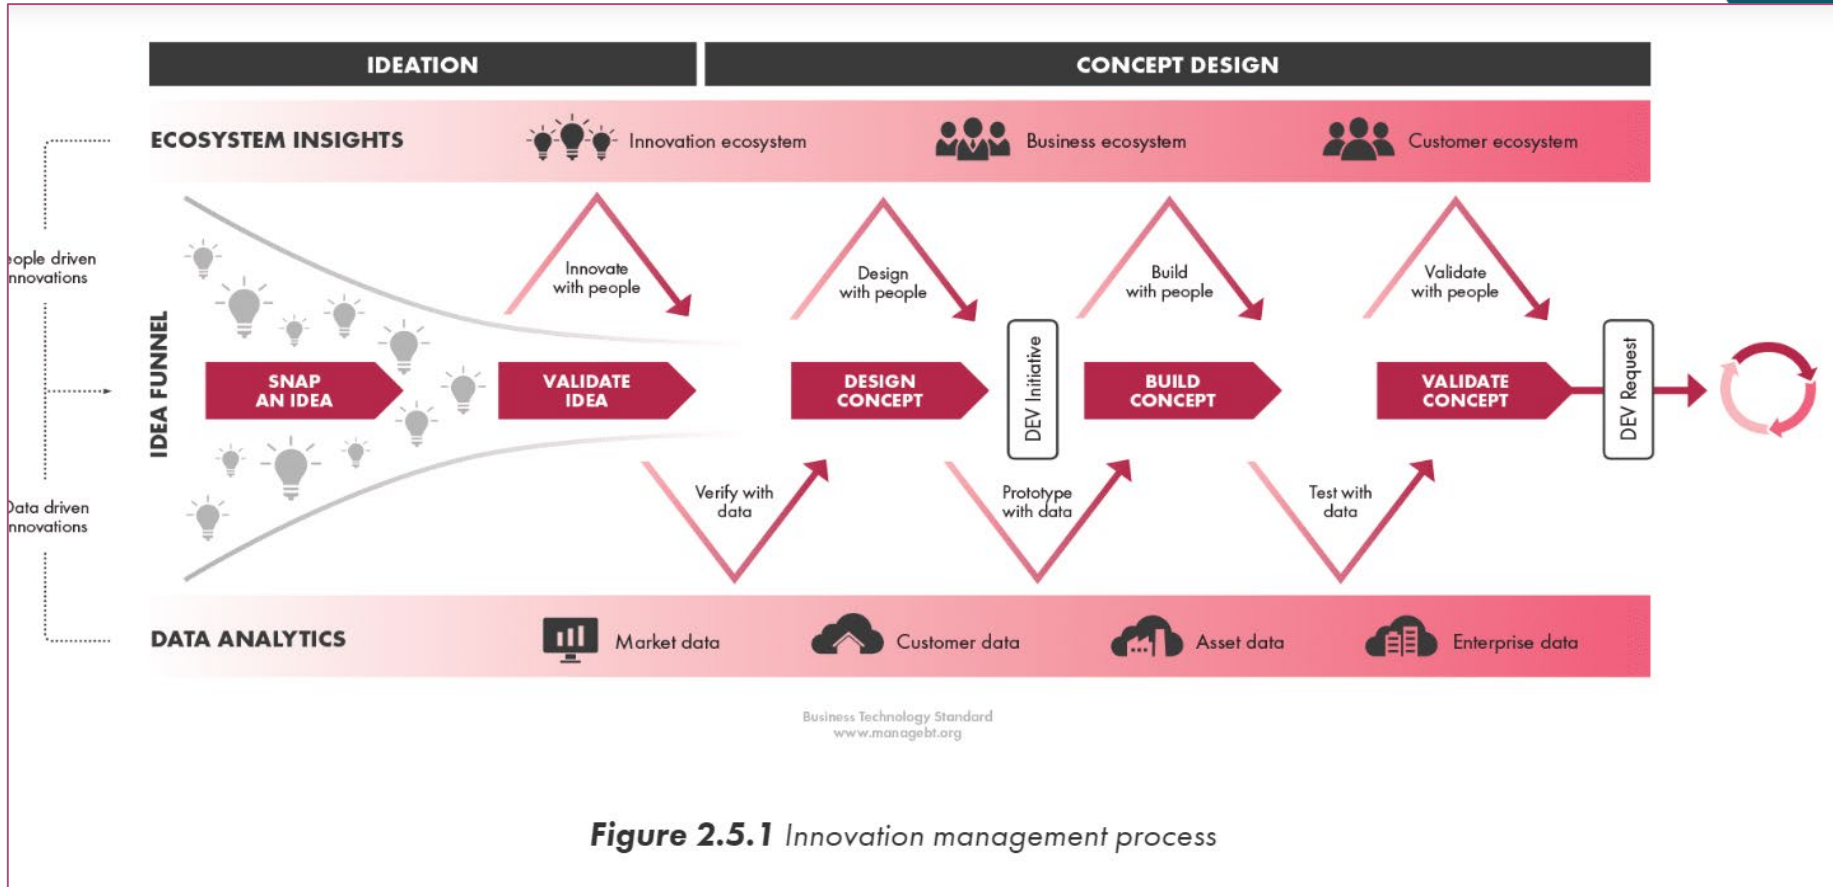 IDEATION
CONCEPT DESIGN
ECOSYSTEM INSIGHTS
Innovation ecosystem
Business ecosystem
Customer ecosystem
eople driven
nnovations
Data driven
nnovations
IDEA FUNNEL
Innovate
with people
Design
with people
Build
with people
Validate
with people
SNAP
AN IDEA
VALIDATE
IDEA
DESIGN
CONCEPT
DEV Initiative
BUILD
CONCEPT
VALIDATE
CONCEPT
DEV Request
Verify with
data
Prototype
with data
Test with
data
DATA ANALYTICS
Market data
Customer data
Asset data
Enterprise data
Business Technology Standard
www.managebt.org
Figure 2.5.1 Innovation management process